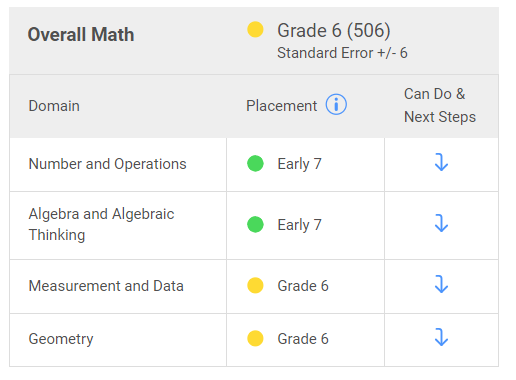 Overall Math
Grade 6 (506)
Standard Error +/- 6
Domain
Placement
Can Do &
Next Steps
Number and Operations
Early 7
Algebra and Algebraic
Thinking
Early 7
Measurement and Data
Grade 6
Geometry
Grade 6